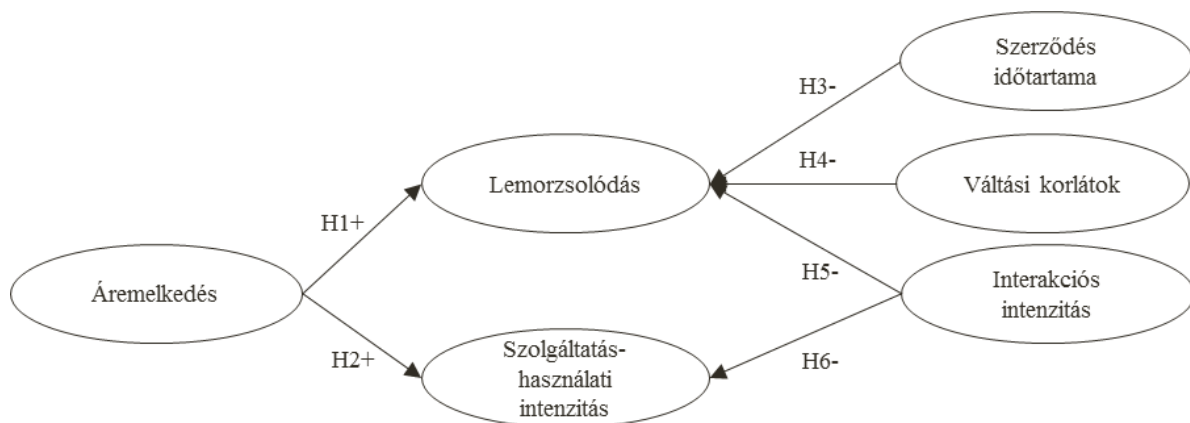 Szerződés
időtartama
H3-
H4-
Lemorzsolódás
Váltási korlátok
H1+
H5-
Áremelkedés
Interakciós
intenzitás
H2+
Szolgáltatás-
használati
intenzitás
H6-